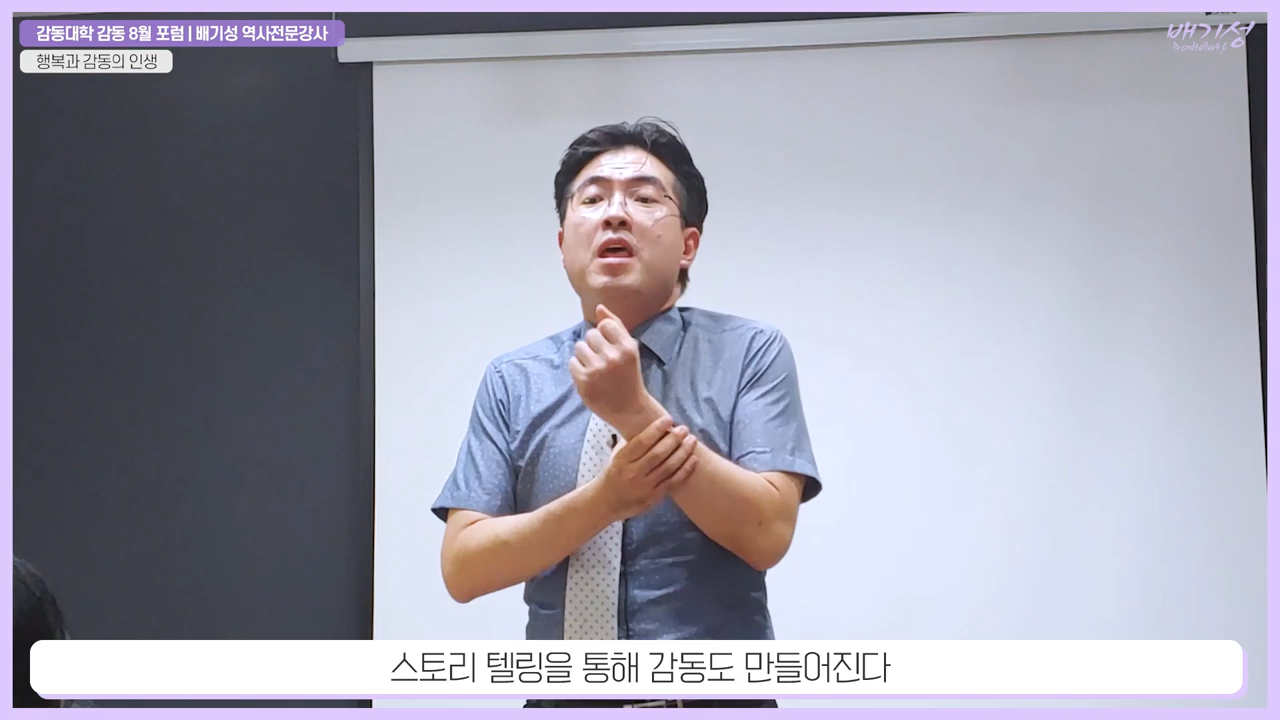 감동대학 감동 8월 포럼 | 배기성 역사전문강사
행복과 감동의 인생
배기성
스토리 텔링을 통해 감동도 만들어진다